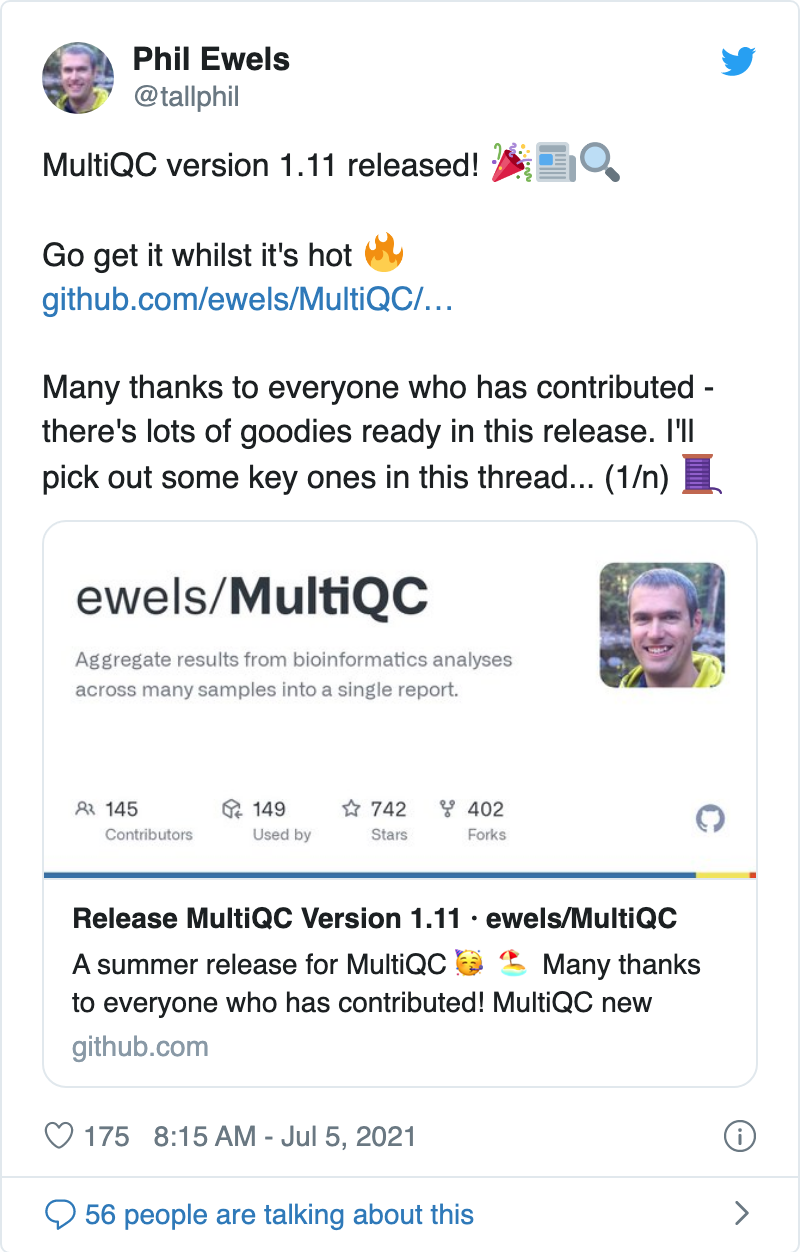 Phil Ewels
@tallphil
MultiQC version 1.11 released! 🎉📰🔍
Go get it whilst it's hot 🔥
github.com/ewels/MultiQC/…
Many thanks to everyone who has contributed -
there's lots of goodies ready in this release. I'll
pick out some key ones in this thread... (1/n) 🧵
ewels/MultiQC
Aggregate results from bioinformatics analyses
across many samples into a single report.
145 149 742 402
Contributors Used by Stars Forks
Release MultiQC Version 1.11 · ewels/MultiQC
A summer release for MultiQC 🥳 🏖️ Many thanks
to everyone who has contributed! MultiQC new
github.com
175 8:15 AM - Jul 5, 2021
56 people are talking about this